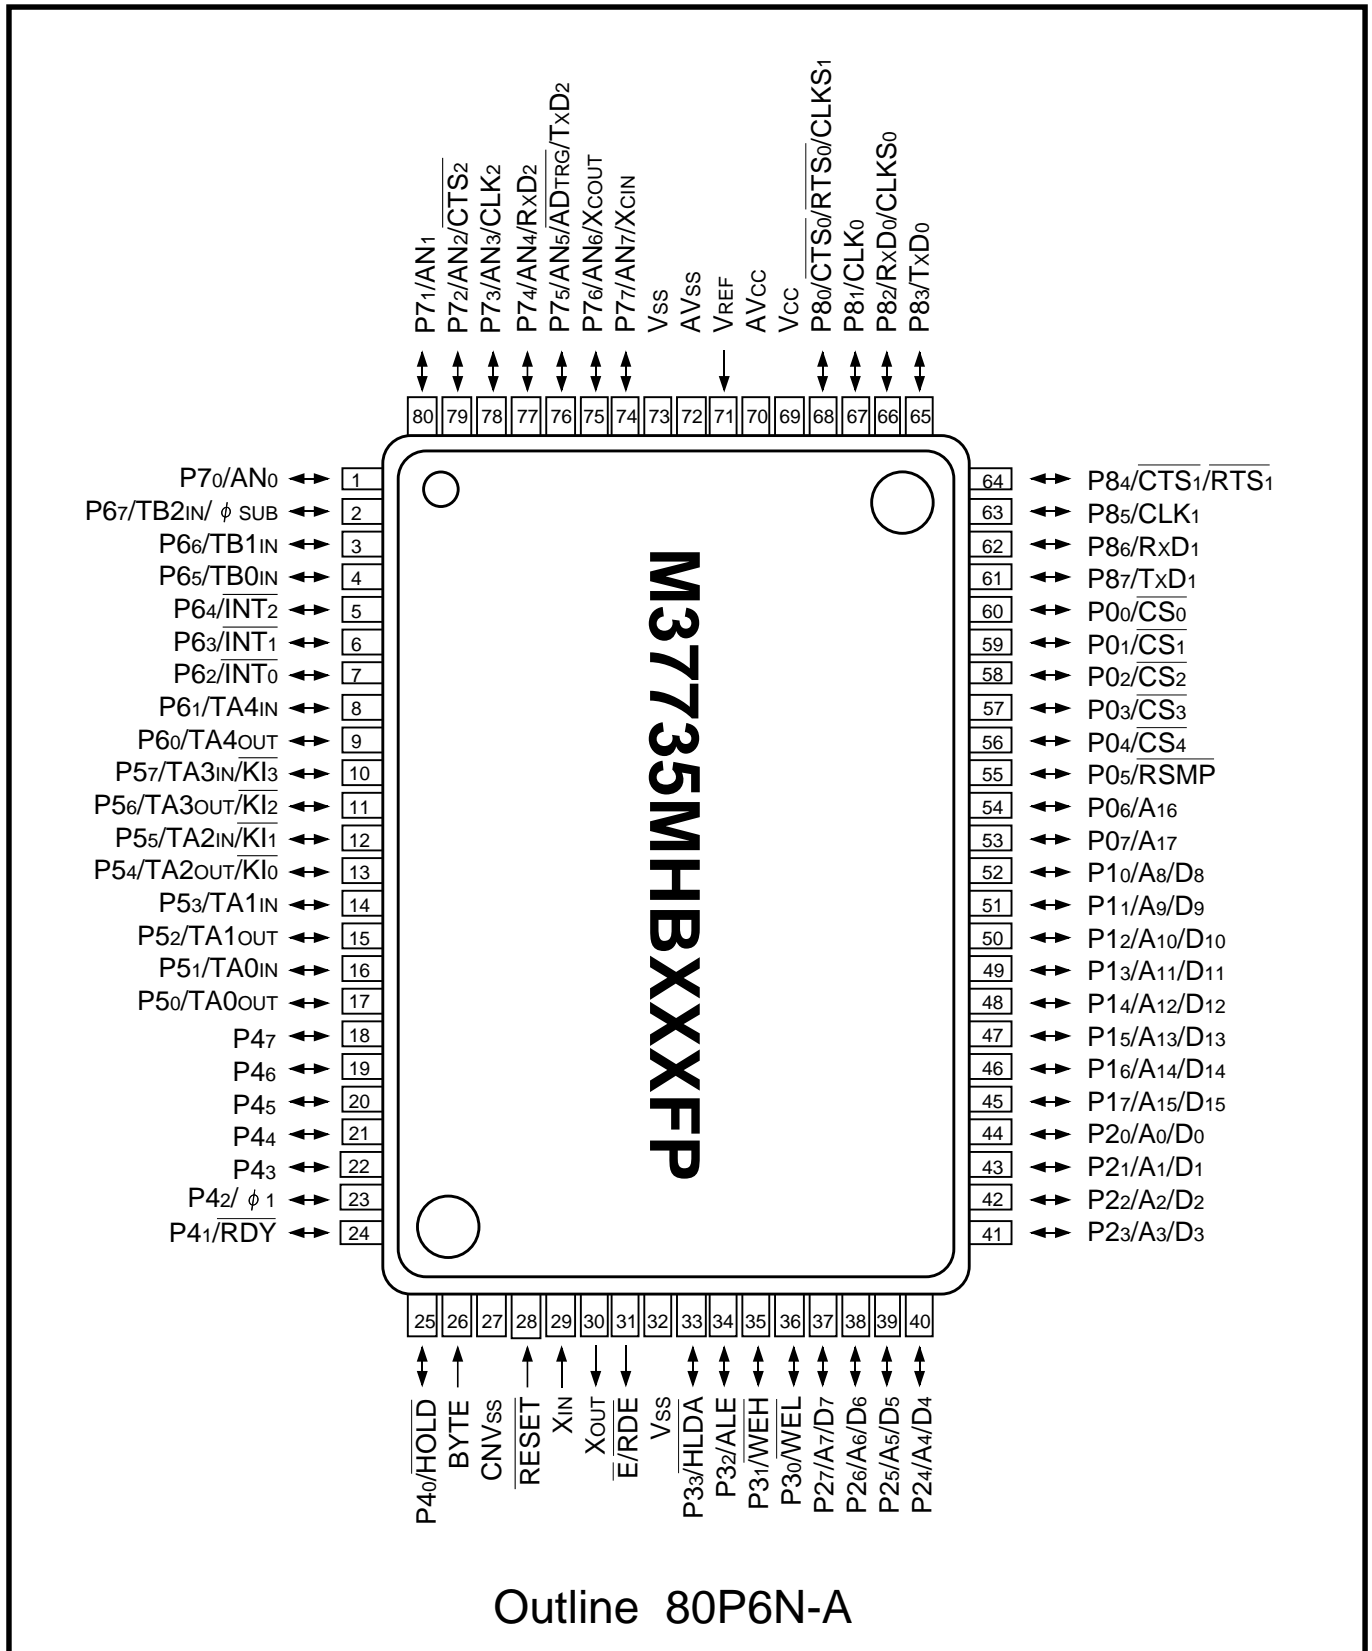 P71/AN1
P72/AN2/CTS2
P73/AN3/CLK2
P74/AN4/RXD2
P75/AN5/ADTRG/TXD2
P76/AN6/XCOUT
P77/AN7/XCIN
VSS
AVSS
VREF
AVCC
VCC
P80/CTS0/RTS0/CLKS1
P81/CLK0
P82/RXD0/CLKS0
P83/TXD0
80 79 78 77 76 75 74 73 72 71 70 69 68 67 66 65
P70/AN0 1
P67/TB2IN/ ϕ SUB 2
P66/TB1IN 3
P65/TB0IN 4
P64/INT2 5
P63/INT1 6
P62/INT0 7
P61/TA4IN 8
P60/TA4OUT 9
P57/TA3IN/KI3 10
P56/TA3OUT/KI2 11
P55/TA2IN/KI1 12
P54/TA2OUT/KI0 13
P53/TA1IN 14
P52/TA1OUT 15
P51/TA0IN 16
P50/TA0OUT 17
P47 18
P46 19
P45 20
P44 21
P43 22
P42/ ϕ 1 23
P41/RDY 24
M37735MHBXXXFP
64 P84/CTS1/RTS1
63 P85/CLK1
62 P86/RXD1
61 P87/TXD1
60 P00/CS0
59 P01/CS1
58 P02/CS2
57 P03/CS3
56 P04/CS4
55 P05/RSMP
54 P06/A16
53 P07/A17
52 P10/A8/D8
51 P11/A9/D9
50 P12/A10/D10
49 P13/A11/D11
48 P14/A12/D12
47 P15/A13/D13
46 P16/A14/D14
45 P17/A15/D15
44 P20/A0/D0
43 P21/A1/D1
42 P22/A2/D2
41 P23/A3/D3
25 26 27 28 29 30 31 32 33 34 35 36 37 38 39 40
P40/HOLD
BYTE
CNVSS
RESET
XIN
XOUT
E/RDE
VSS
P33/HLDA
P32/ALE
P31/WEH
P30/WEL
P27/A7/D7
P26/A6/D6
P25/A5/D5
P24/A4/D4
Outline 80P6N-A